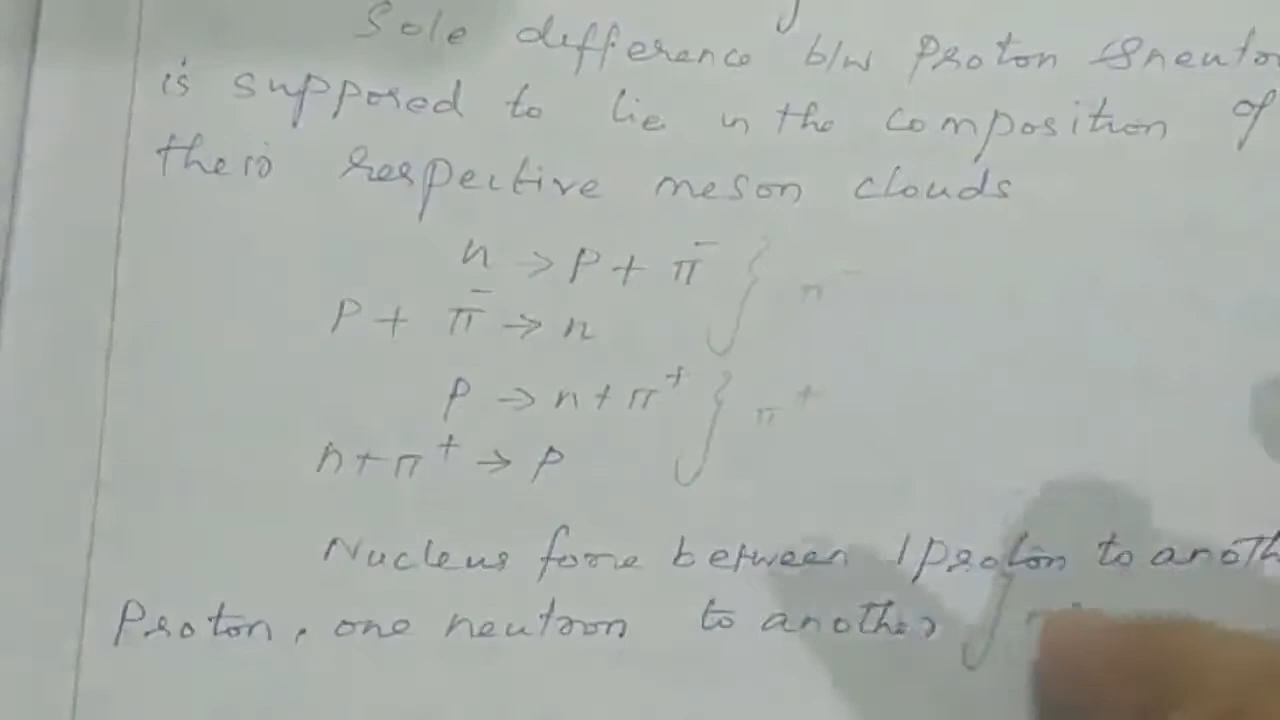 Sole difference b/w Proton & neutro
is supposed to lie in the composition of
their respective meson clouds
n → P + π⁻ } π⁻
P + π⁻ → n
P → n + π⁺ } π⁺
n + π⁺ → P
Nucleus force between 1 Proton to anoth
Proton, one neutron to another